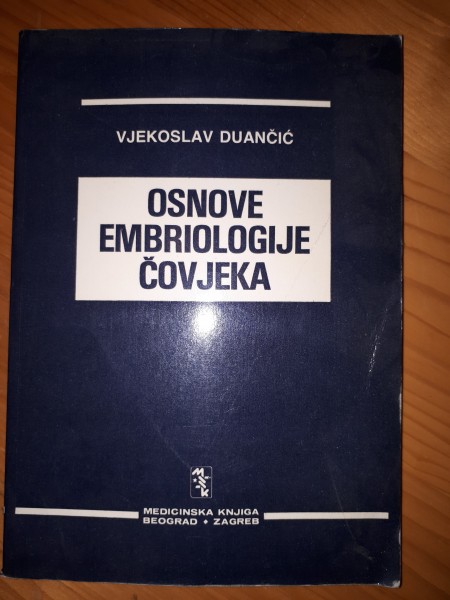 VJEKOSLAV DUANČIĆ
OSNOVE
EMBRIOLOGIJE
ČOVJEKA
MEDICINSKA KNJIGA
BEOGRAD • ZAGREB